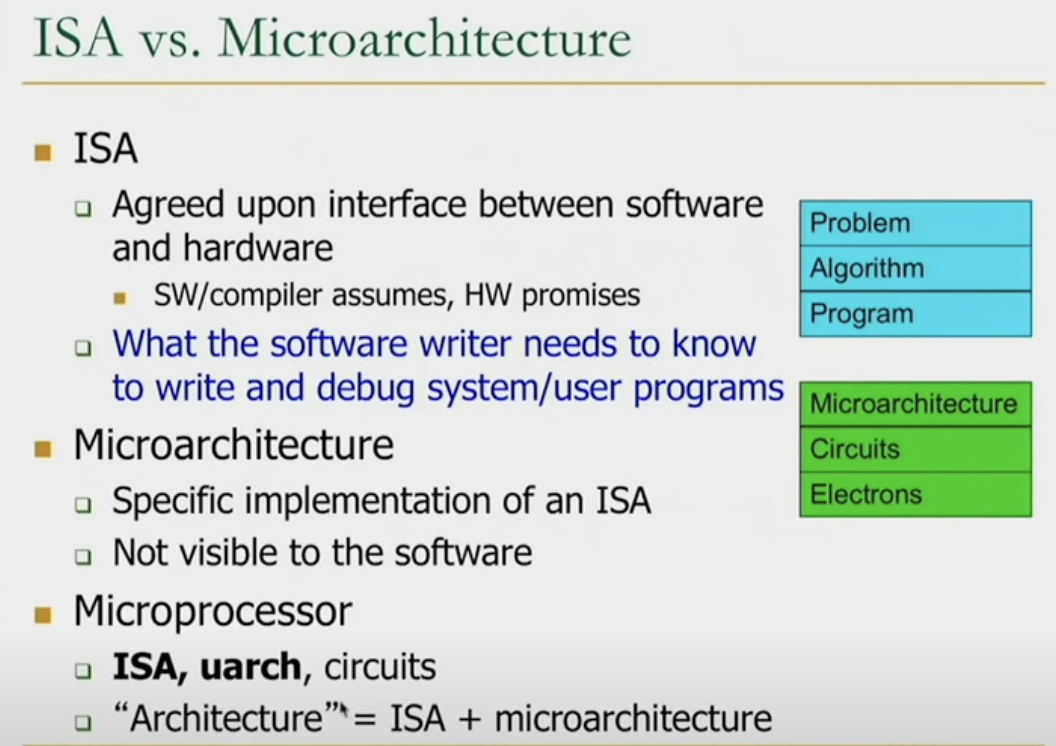 ISA vs. Microarchitecture
ISA
Agreed upon interface between software
and hardware
SW/compiler assumes, HW promises
What the software writer needs to know
to write and debug system/user programs
Microarchitecture
Specific implementation of an ISA
Not visible to the software
Microprocessor
ISA, uarch, circuits
“Architecture” = ISA + microarchitecture
Problem
Algorithm
Program
Microarchitecture
Circuits
Electrons